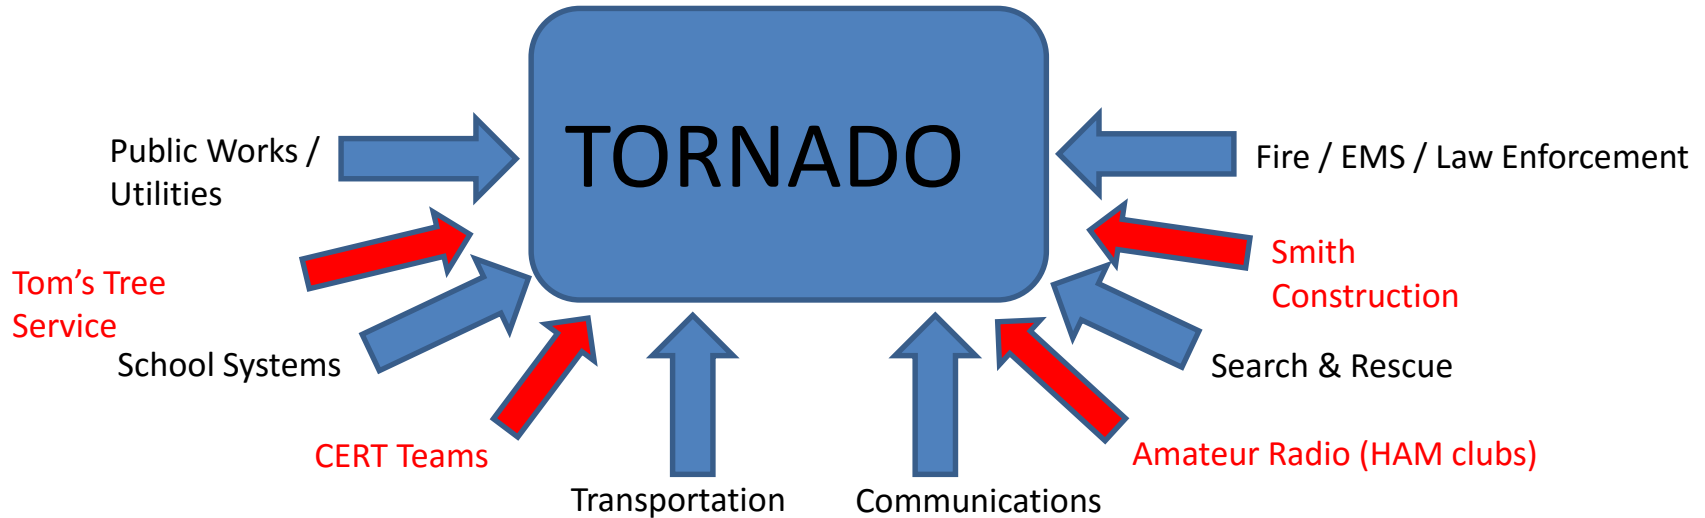 TORNADO
Public Works /
Utilities
Fire / EMS / Law Enforcement
Tom’s Tree
Service
Smith
Construction
School Systems
Search & Rescue
CERT Teams
Amateur Radio (HAM clubs)
Transportation
Communications